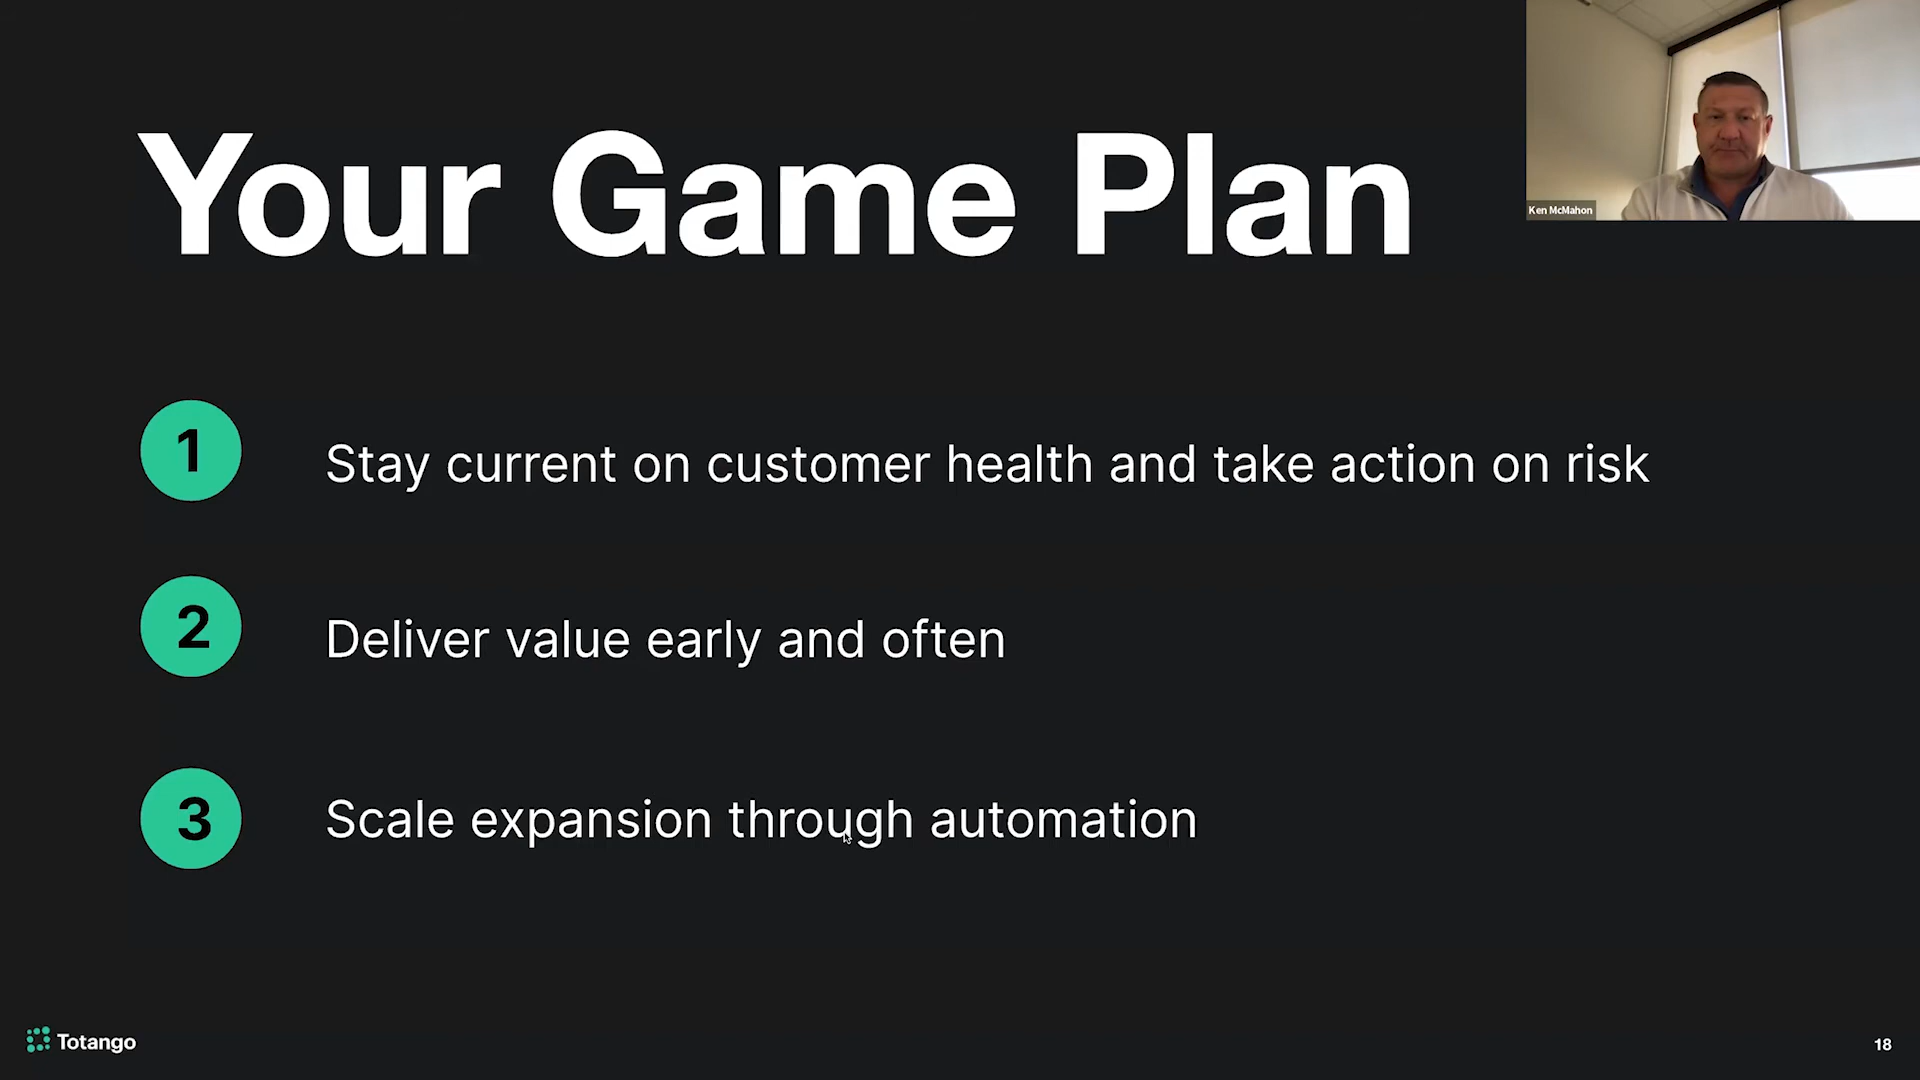 Your Game Plan
Ken McMahon
1
Stay current on customer health and take action on risk
2
Deliver value early and often
3
Scale expansion through automation
Totango
18